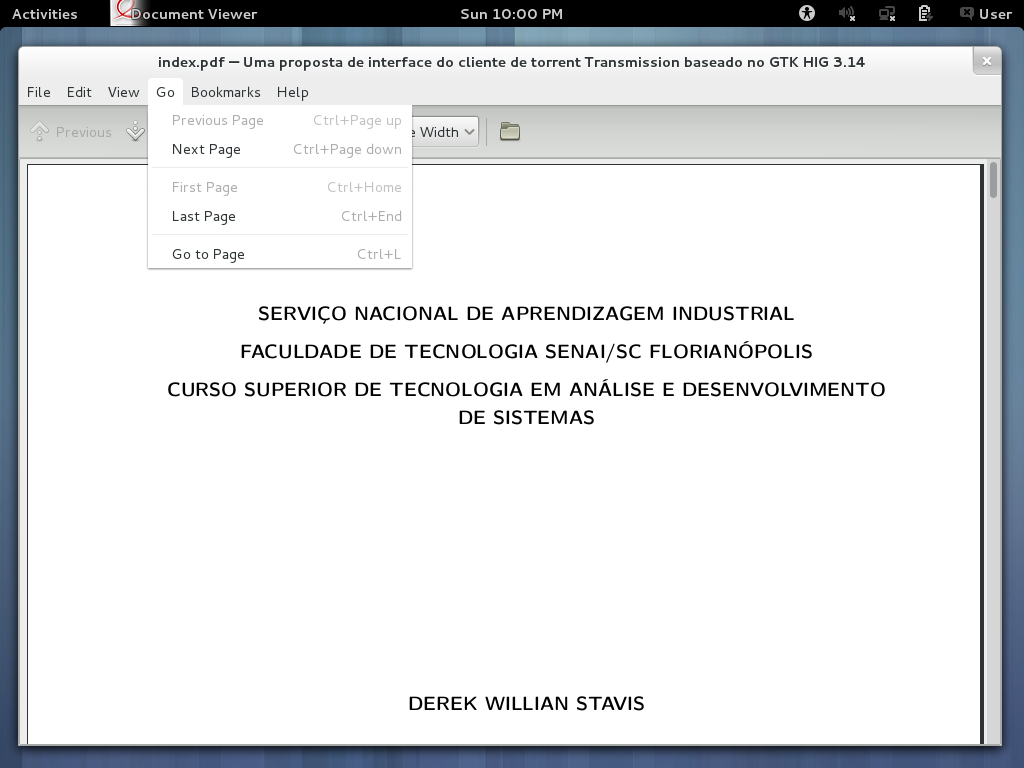 Activities Document Viewer Sun 10:00 PM User
index.pdf — Uma proposta de interface do cliente de torrent Transmission baseado no GTK HIG 3.14
File Edit View Go Bookmarks Help
Previous Width
Previous Page Ctrl+Page up
Next Page Ctrl+Page down
First Page Ctrl+Home
Last Page Ctrl+End
Go to Page Ctrl+L
SERVIÇO NACIONAL DE APRENDIZAGEM INDUSTRIAL
FACULDADE DE TECNOLOGIA SENAI/SC FLORIANÓPOLIS
CURSO SUPERIOR DE TECNOLOGIA EM ANÁLISE E DESENVOLVIMENTO
DE SISTEMAS
DEREK WILLIAN STAVIS